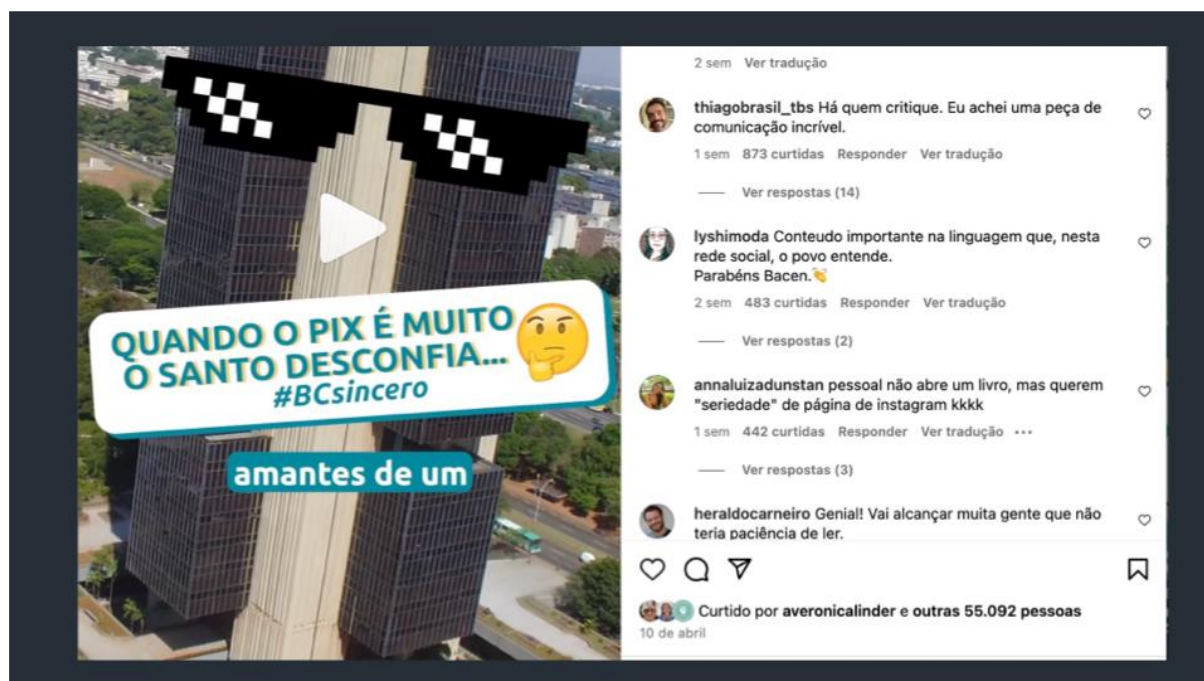 QUANDO O PIX É MUITO
O SANTO DESCONFIA...
#BCsincero
amantes de um
2 sem Ver tradução
thiagobrasil_tbs Há quem critique. Eu achei uma peça de
comunicação incrível.
1 sem 873 curtidas Responder Ver tradução
Ver respostas (14)
lyshimoda Conteudo importante na linguagem que, nesta
rede social, o povo entende.
Parabéns Bacen.👏
2 sem 483 curtidas Responder Ver tradução
Ver respostas (2)
annaluizadunstan pessoal não abre um livro, mas querem
"seriedade" de página de instagram kkkk
1 sem 442 curtidas Responder Ver tradução
Ver respostas (3)
heraldocarneiro Genial! Vai alcançar muita gente que não
teria paciência de ler.
Curtido por averonicalinder e outras 55.092 pessoas
10 de abril